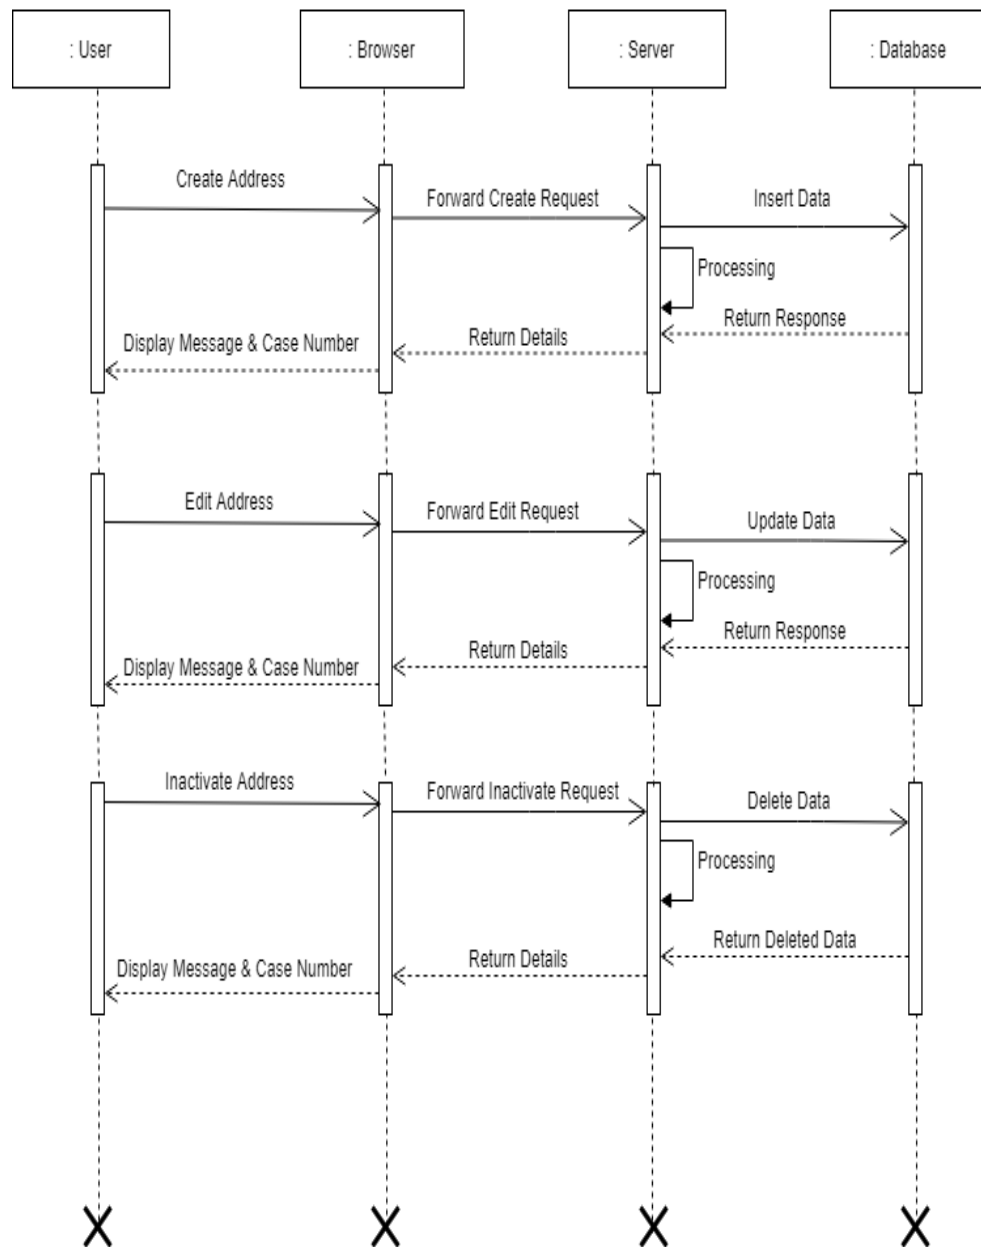 : User
: Browser
: Server
: Database
Create Address
Forward Create Request
Insert Data
Processing
Return Response
Return Details
Display Message & Case Number
Edit Address
Forward Edit Request
Update Data
Processing
Return Response
Return Details
Display Message & Case Number
Inactivate Address
Forward Inactivate Request
Delete Data
Processing
Return Deleted Data
Return Details
Display Message & Case Number